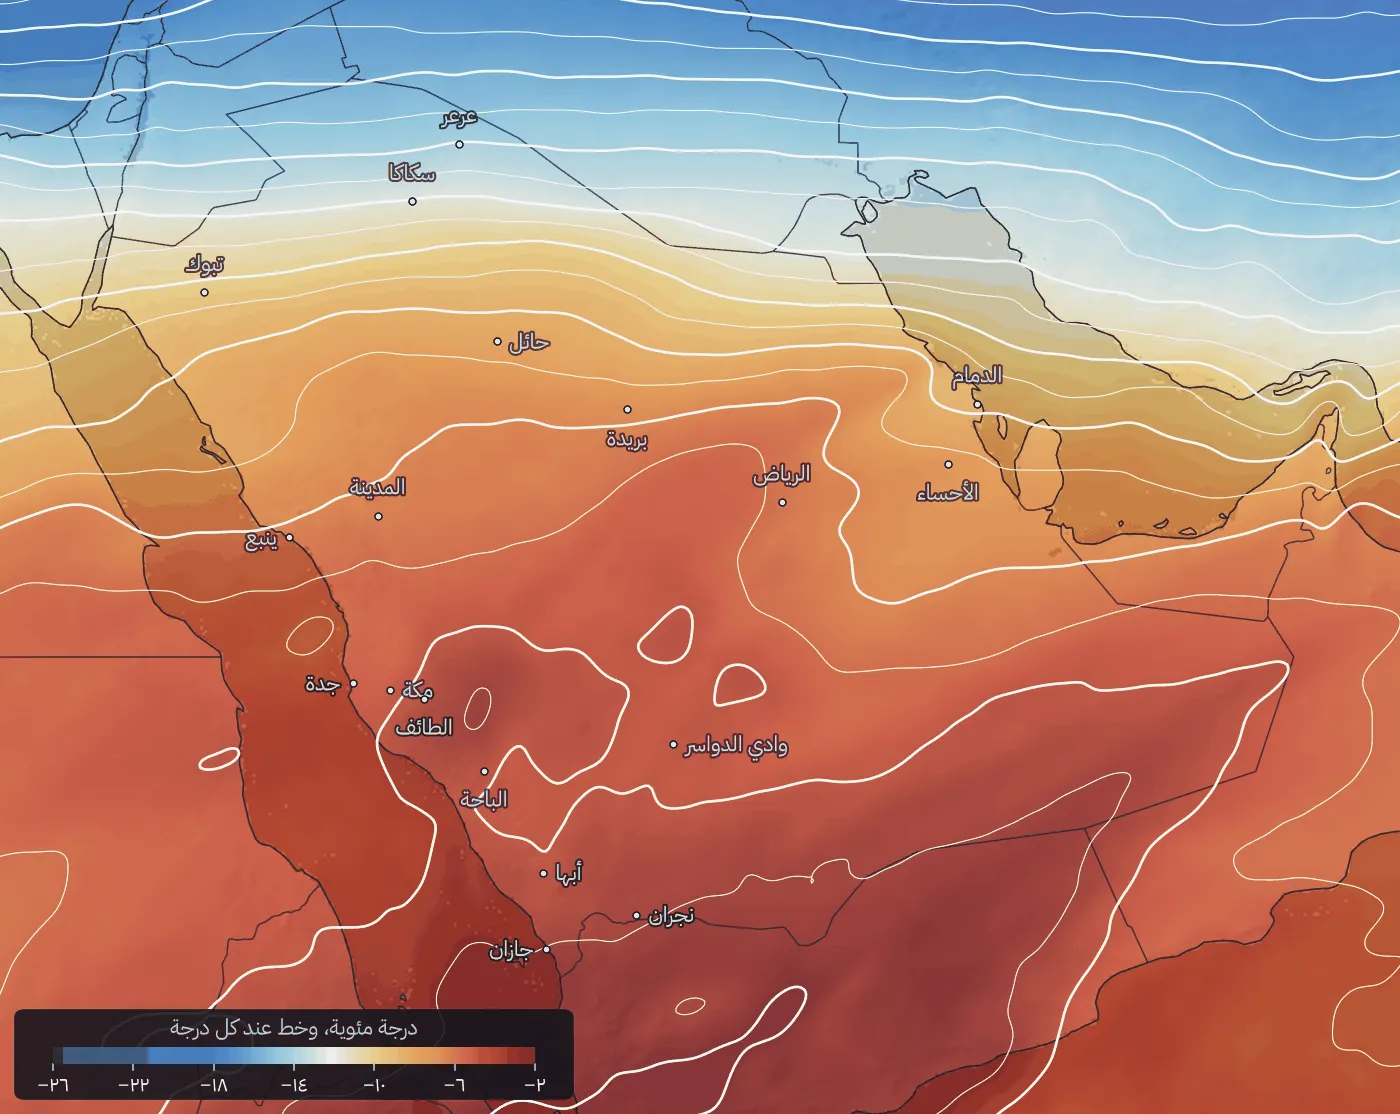 عرعر
سكاكا
تبوك
حائل
الدمام
بريدة
الرياض
المدينة
الأحساء
ينبع
جدة
مكة
الطائف
وادي الدواسر
الباحة
أبها
نجران
جازان
درجة مئوية، وخط عند كل درجة
−٢٦ −٢٢ −١٨ −١٤ −١٠ −٦ −٢